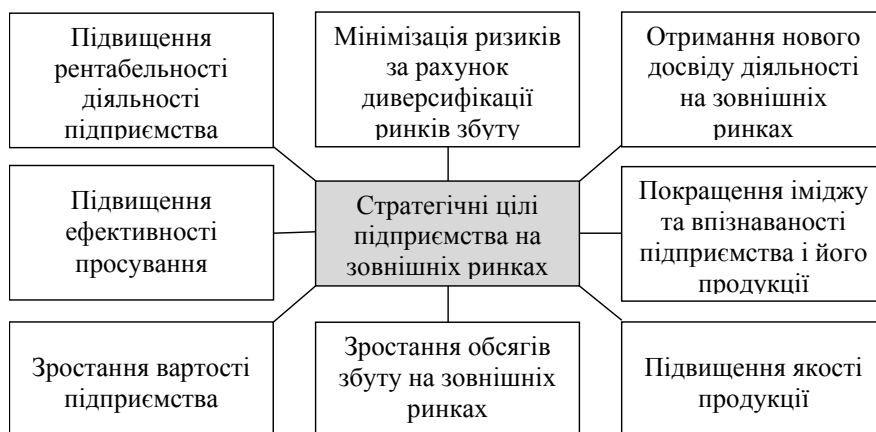 Підвищення
рентабельності
діяльності
підприємства
Мінімізація ризиків
за рахунок
диверсифікації
ринків збуту
Отримання нового
досвіду діяльності
на зовнішніх
ринках
Підвищення
ефективності
просування
Стратегічні цілі
підприємства на
зовнішніх ринках
Покращення іміджу
та впізнаваності
підприємства і його
продукції
Зростання вартості
підприємства
Зростання обсягів
збуту на зовнішніх
ринках
Підвищення якості
продукції